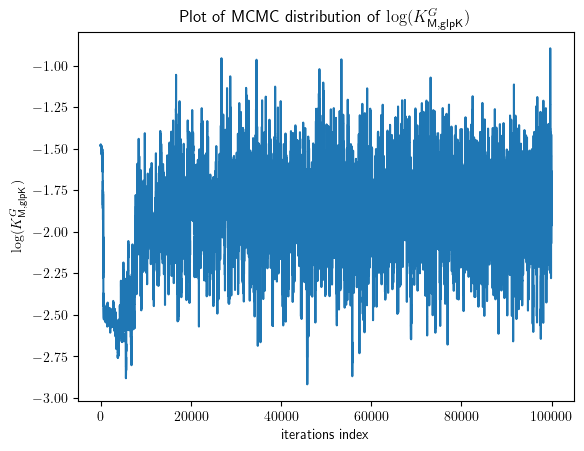 Plot of MCMC distribution of log(K^G_{M,glpK})
−1.00
−1.25
−1.50
−1.75
−2.00
−2.25
−2.50
−2.75
−3.00
log(K^G_{M,glpK})
0 20000 40000 60000 80000 100000
iterations index